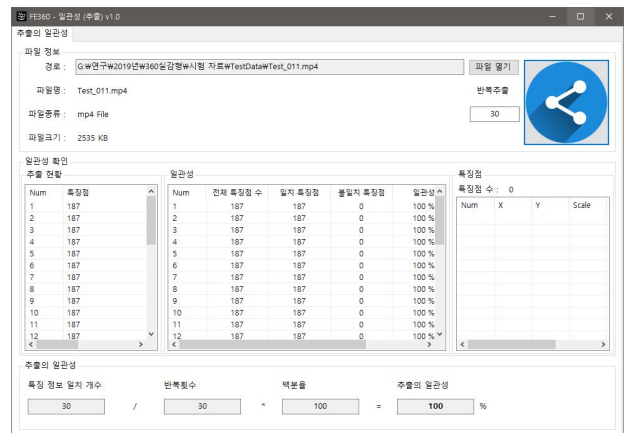 FE360 - 일관성 (추출) v1.0
추출의 일관성
파일 정보
경로 : G:₩연구₩2019년₩360실감형₩시험 자료₩TestData₩Test_011.mp4 파일 열기
파일명 : Test_011.mp4 반복추출
파일종류 : mp4 File 30
파일크기 : 2535 KB
일관성 확인
추출 현황 일관성 특징점
특징점 수 : 0
Num 특징점 Num 전체 특징점 수 일치 특징점 불일치 특징점 일관성 Num X Y Scale
1 187 1 187 187 0 100 %
2 187 2 187 187 0 100 %
3 187 3 187 187 0 100 %
4 187 4 187 187 0 100 %
5 187 5 187 187 0 100 %
6 187 6 187 187 0 100 %
7 187 7 187 187 0 100 %
8 187 8 187 187 0 100 %
9 187 9 187 187 0 100 %
10 187 10 187 187 0 100 %
11 187 11 187 187 0 100 %
12 187 12 187 187 0 100 %
추출의 일관성
특징 정보 일치 개수 반복횟수 백분율 추출의 일관성
30 / 30 * 100 = 100 %